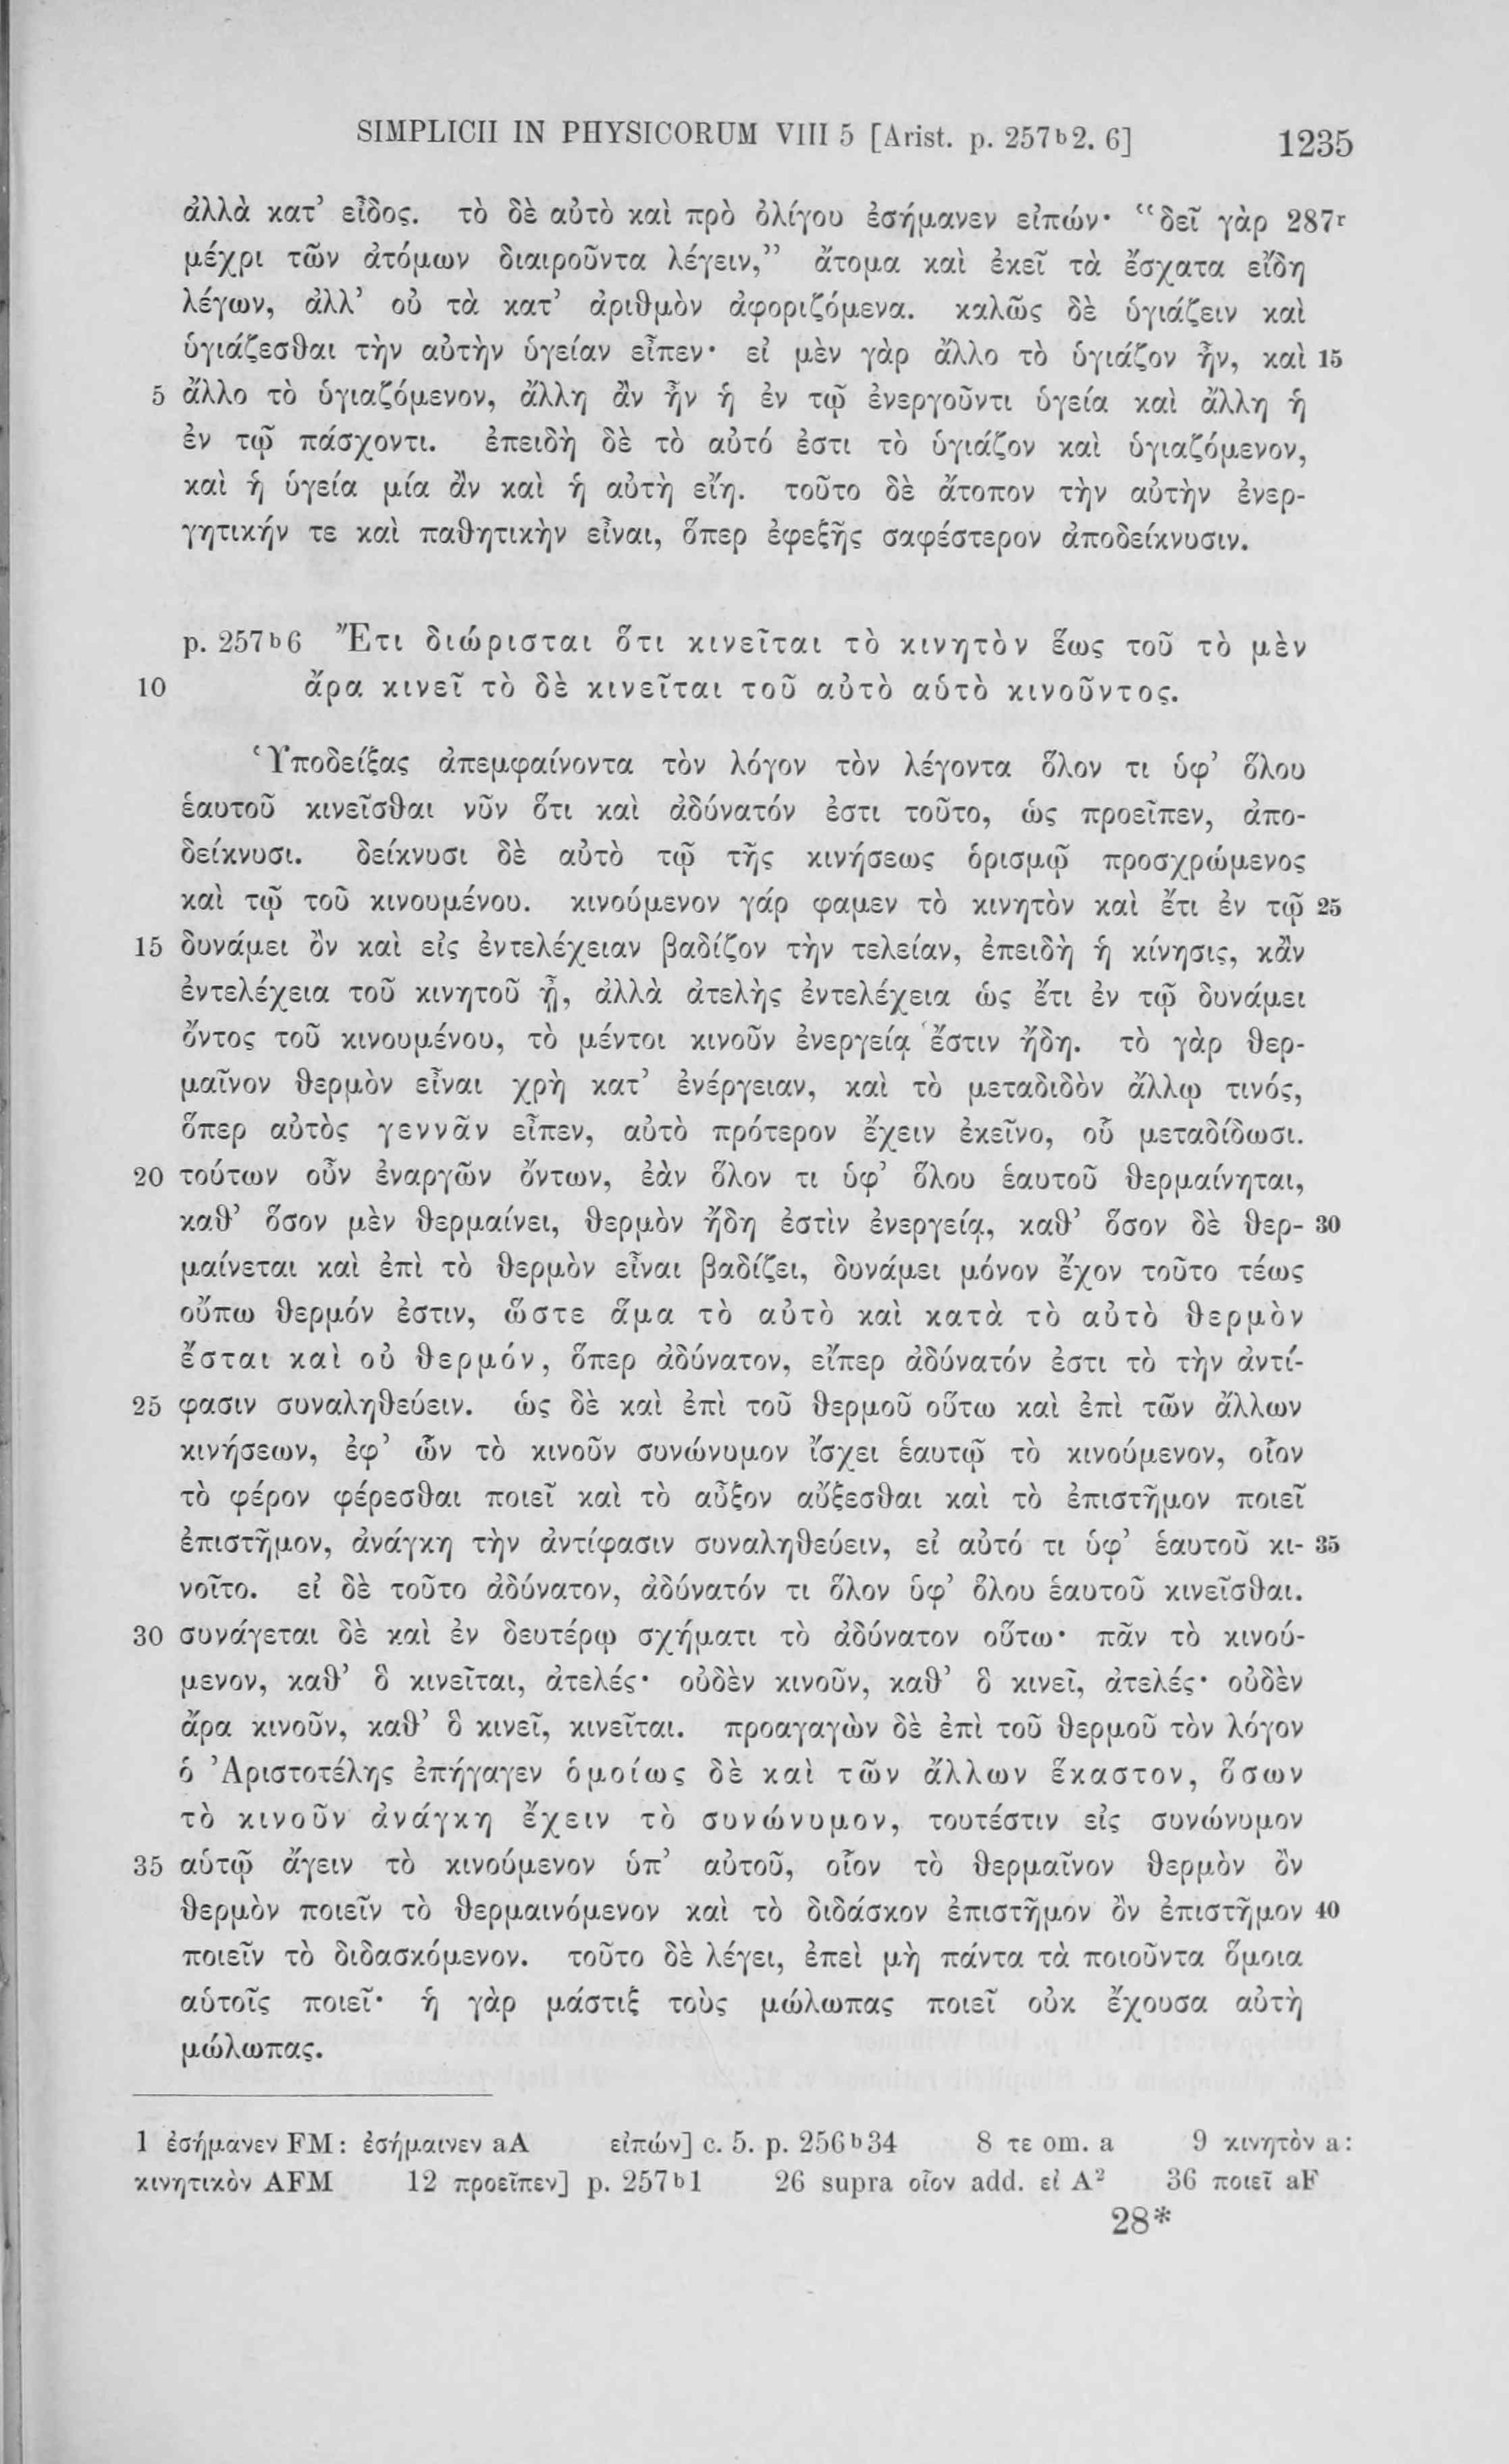 SIMPLICII IN PHYSICORUM VIII 5 [Arist. p. 257b2. 6] 1235
ἀλλὰ κατ’ εἶδος. τὸ δὲ αὐτὸ καὶ πρὸ ὀλίγου ἐσήμανεν εἰπών· “δεῖ γὰρ 287r
μέχρι τῶν ἀτόμων διαιροῦντα λέγειν,” ἄτομα καὶ ἐκεῖ τὰ ἔσχατα εἴδη
λέγων, ἀλλ’ οὐ τὰ κατ’ ἀριθμὸν ἀφοριζόμενα. καλῶς δὲ ὑγιάζειν καὶ
ὑγιάζεσθαι τὴν αὐτὴν ὑγείαν εἶπεν· εἰ μὲν γὰρ ἄλλο τὸ ὑγιάζον ἦν, καὶ 15
5 ἄλλο τὸ ὑγιαζόμενον, ἄλλη ἂν ἦν ἡ ἐν τῷ ἐνεργοῦντι ὑγεία καὶ ἄλλη ἡ
ἐν τῷ πάσχοντι. ἐπειδὴ δὲ τὸ αὐτό ἐστι τὸ ὑγιάζον καὶ ὑγιαζόμενον,
καὶ ἡ ὑγεία μία ἂν καὶ ἡ αὐτὴ εἴη. τοῦτο δὲ ἄτοπον τὴν αὐτὴν ἐνερ-
γητικήν τε καὶ παθητικὴν εἶναι, ὅπερ ἐφεξῆς σαφέστερον ἀποδείκνυσιν.
p. 257b6 Ἔτι διώρισται ὅτι κινεῖται τὸ κινητὸν ἕως τοῦ τὸ μὲν
10 ἄρα κινεῖ τὸ δὲ κινεῖται τοῦ αὐτὸ αὑτὸ κινοῦντος.
Ὑποδείξας ἀπεμφαίνοντα τὸν λόγον τὸν λέγοντα ὅλον τι ὑφ’ ὅλου
ἑαυτοῦ κινεῖσθαι νῦν ὅτι καὶ ἀδύνατόν ἐστι τοῦτο, ὡς προεῖπεν, ἀπο-
δείκνυσι. δείκνυσι δὲ αὐτὸ τῷ τῆς κινήσεως ὁρισμῷ προσχρώμενος
καὶ τῷ τοῦ κινουμένου. κινούμενον γάρ φαμεν τὸ κινητὸν καὶ ἔτι ἐν τῷ 25
15 δυνάμει ὂν καὶ εἰς ἐντελέχειαν βαδίζον τὴν τελείαν, ἐπειδὴ ἡ κίνησις, κἂν
ἐντελέχεια τοῦ κινητοῦ ᾖ, ἀλλὰ ἀτελὴς ἐντελέχεια ὡς ἔτι ἐν τῷ δυνάμει
ὄντος τοῦ κινουμένου, τὸ μέντοι κινοῦν ἐνεργείᾳ ἔστιν ἤδη. τὸ γὰρ θερ-
μαῖνον θερμὸν εἶναι χρὴ κατ’ ἐνέργειαν, καὶ τὸ μεταδιδὸν ἄλλῳ τινός,
ὅπερ αὐτὸς γεννᾶν εἶπεν, αὐτὸ πρότερον ἔχειν ἐκεῖνο, οὗ μεταδίδωσι.
20 τούτων οὖν ἐναργῶν ὄντων, ἐὰν ὅλον τι ὑφ’ ὅλου ἑαυτοῦ θερμαίνηται,
καθ’ ὅσον μὲν θερμαίνει, θερμὸν ἤδη ἐστὶν ἐνεργείᾳ, καθ’ ὅσον δὲ θερ- 30
μαίνεται καὶ ἐπὶ τὸ θερμὸν εἶναι βαδίζει, δυνάμει μόνον ἔχον τοῦτο τέως
οὔπω θερμόν ἐστιν, ὥστε ἅμα τὸ αὐτὸ καὶ κατὰ τὸ αὐτὸ θερμὸν
ἔσται καὶ οὐ θερμόν, ὅπερ ἀδύνατον, εἴπερ ἀδύνατόν ἐστι τὸ τὴν ἀντί-
25 φασιν συναληθεύειν. ὡς δὲ καὶ ἐπὶ τοῦ θερμοῦ οὕτω καὶ ἐπὶ τῶν ἄλλων
κινήσεων, ἐφ’ ὧν τὸ κινοῦν συνώνυμον ἴσχει ἑαυτῷ τὸ κινούμενον, οἷον
τὸ φέρον φέρεσθαι ποιεῖ καὶ τὸ αὖξον αὔξεσθαι καὶ τὸ ἐπιστῆμον ποιεῖ
ἐπιστῆμον, ἀνάγκη τὴν ἀντίφασιν συναληθεύειν, εἰ αὐτό τι ὑφ’ ἑαυτοῦ κι- 35
νοῖτο. εἰ δὲ τοῦτο ἀδύνατον, ἀδύνατόν τι ὅλον ὑφ’ ὅλου ἑαυτοῦ κινεῖσθαι.
30 συνάγεται δὲ καὶ ἐν δευτέρῳ σχήματι τὸ ἀδύνατον οὕτω· πᾶν τὸ κινού-
μενον, καθ’ ὃ κινεῖται, ἀτελές· οὐδὲν κινοῦν, καθ’ ὃ κινεῖ, ἀτελές· οὐδὲν
ἄρα κινοῦν, καθ’ ὃ κινεῖ, κινεῖται. προαγαγὼν δὲ ἐπὶ τοῦ θερμοῦ τὸν λόγον
ὁ Ἀριστοτέλης ἐπήγαγεν ὁμοίως δὲ καὶ τῶν ἄλλων ἕκαστον, ὅσων
τὸ κινοῦν ἀνάγκη ἔχειν τὸ συνώνυμον, τουτέστιν εἰς συνώνυμον
35 αὑτῷ ἄγειν τὸ κινούμενον ὑπ’ αὐτοῦ, οἷον τὸ θερμαῖνον θερμὸν ὂν
θερμὸν ποιεῖν τὸ θερμαινόμενον καὶ τὸ διδάσκον ἐπιστῆμον ὂν ἐπιστῆμον 40
ποιεῖν τὸ διδασκόμενον. τοῦτο δὲ λέγει, ἐπεὶ μὴ πάντα τὰ ποιοῦντα ὅμοια
αὑτοῖς ποιεῖ· ἡ γὰρ μάστιξ τοὺς μώλωπας ποιεῖ οὐκ ἔχουσα αὐτὴ
μώλωπας.
1 ἐσήμανεν FM: ἐσήμαινεν aA εἰπών] c. 5. p. 256b34 8 τε om. a 9 κινητὸν a:
κινητικὸν AFM 12 προεῖπεν] p. 257b1 26 supra οἷον add. εἰ A² 36 ποιεῖ aF
28*